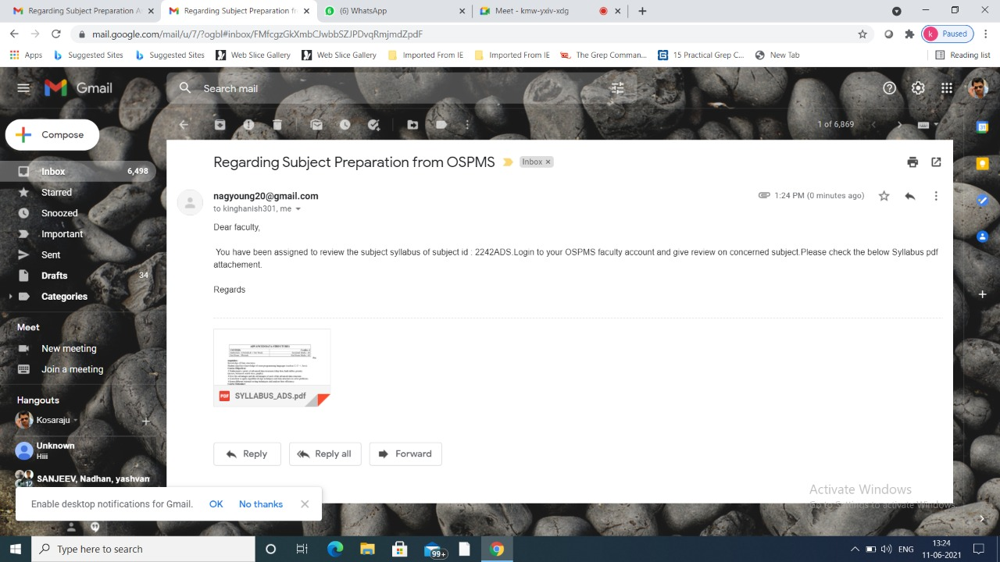 Regarding Subject Preparation
Regarding Subject Preparation from
(6) WhatsApp
Meet - kmw-yxiv-xdg
mail.google.com/mail/u/7/?ogbl#inbox/FMfcgzGkXmbCJwbbSZJPDvqRmjmdZpdF
k Paused
Apps Suggested Sites Suggested Sites Web Slice Gallery Web Slice Gallery Imported From IE Imported From IE The Grep Comman... 15 Practical Grep C... New Tab Reading list
Gmail
Search mail
Compose
1 of 6,869
Inbox 6,498
Starred
Snoozed
Important
Sent
Drafts 34
Categories
Meet
New meeting
Join a meeting
Hangouts
Kosaraju
Unknown
Hiii
SANJEEV, Nadhan, yashvan
12
Regarding Subject Preparation from OSPMS Inbox x
nagyoung20@gmail.com 1:24 PM (0 minutes ago)
to kinghanish301, me
Dear faculty,
You have been assigned to review the subject syllabus of subject id : 2242ADS.Login to your OSPMS faculty account and give review on concerned subject.Please check the below Syllabus pdf
attachement.
Regards
ADVANCED DATA STRUCTURES
PDF SYLLABUS_ADS.pdf
Reply Reply all Forward
Enable desktop notifications for Gmail. OK No thanks
Activate Windows
Go to Settings to activate Windows.
Type here to search
99+
ENG
13:24
11-06-2021
31